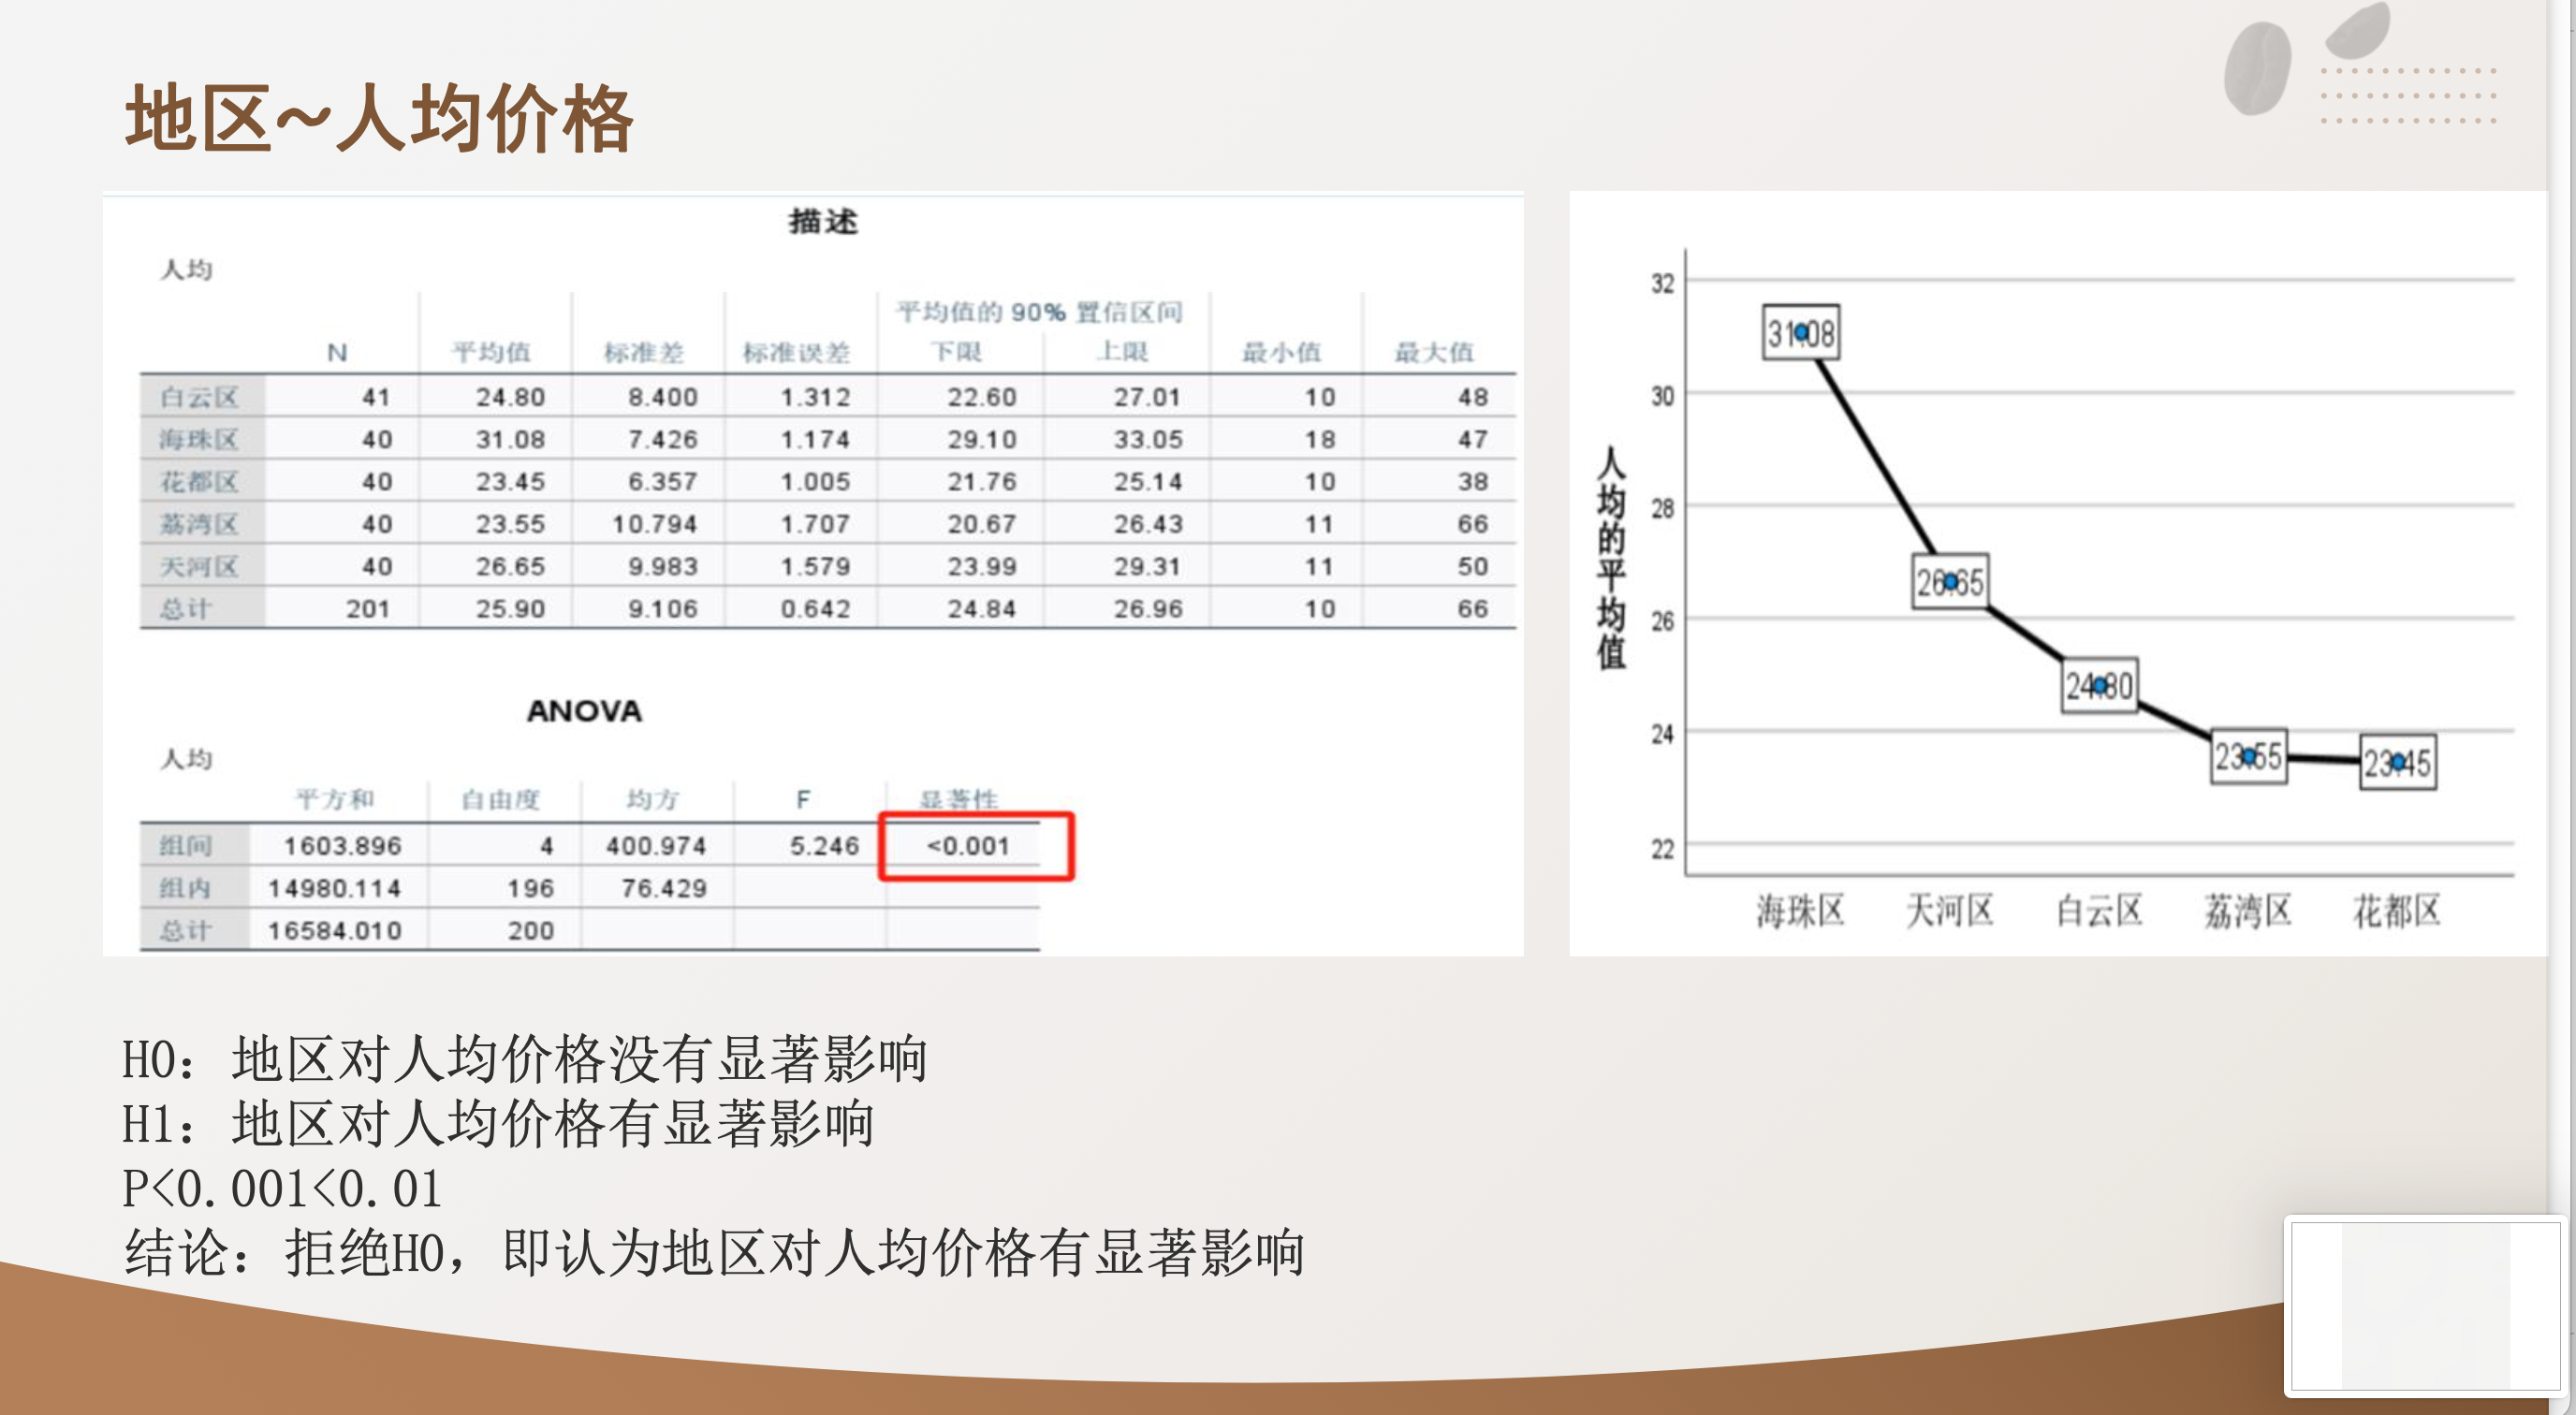 地区~人均价格
描述
人均
平均值的 90% 置信区间
N 平均值 标准差 标准误差 下限 上限 最小值 最大值
白云区 41 24.80 8.400 1.312 22.60 27.01 10 48
海珠区 40 31.08 7.426 1.174 29.10 33.05 18 47
花都区 40 23.45 6.357 1.005 21.76 25.14 10 38
荔湾区 40 23.55 10.794 1.707 20.67 26.43 11 66
天河区 40 26.65 9.983 1.579 23.99 29.31 11 50
总计 201 25.90 9.106 0.642 24.84 26.96 10 66
ANOVA
人均
平方和 自由度 均方 F 显著性
组间 1603.896 4 400.974 5.246 <0.001
组内 14980.114 196 76.429
总计 16584.010 200
人均的平均值
32
30
28
26
24
22
31.08
26.65
24.80
23.55
23.45
海珠区 天河区 白云区 荔湾区 花都区
H0：地区对人均价格没有显著影响
H1：地区对人均价格有显著影响
P<0.001<0.01
结论：拒绝H0，即认为地区对人均价格有显著影响